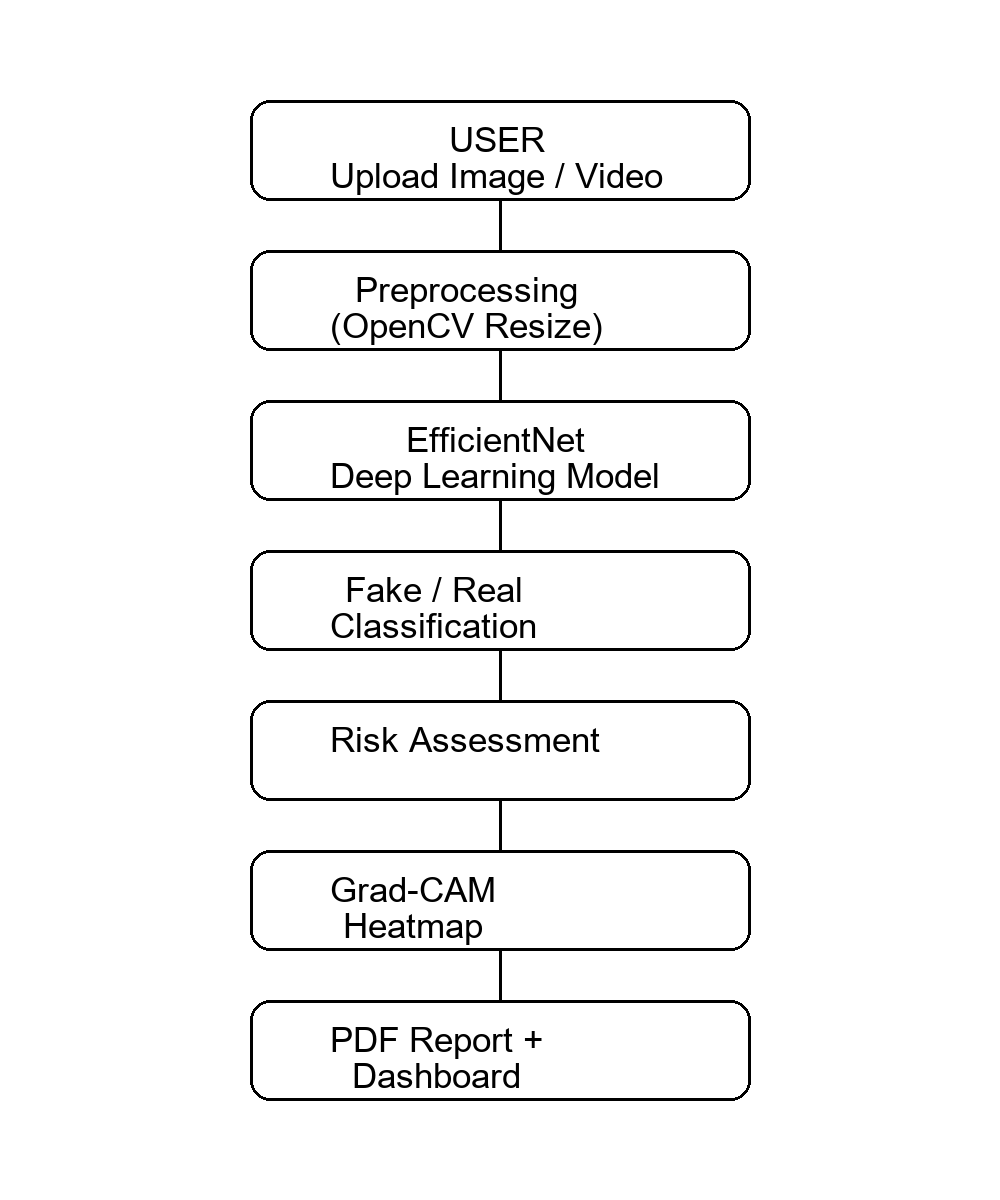 USER
Upload Image / Video
Preprocessing
(OpenCV Resize)
EfficientNet
Deep Learning Model
Fake / Real
Classification
Risk Assessment
Grad-CAM
Heatmap
PDF Report +
Dashboard